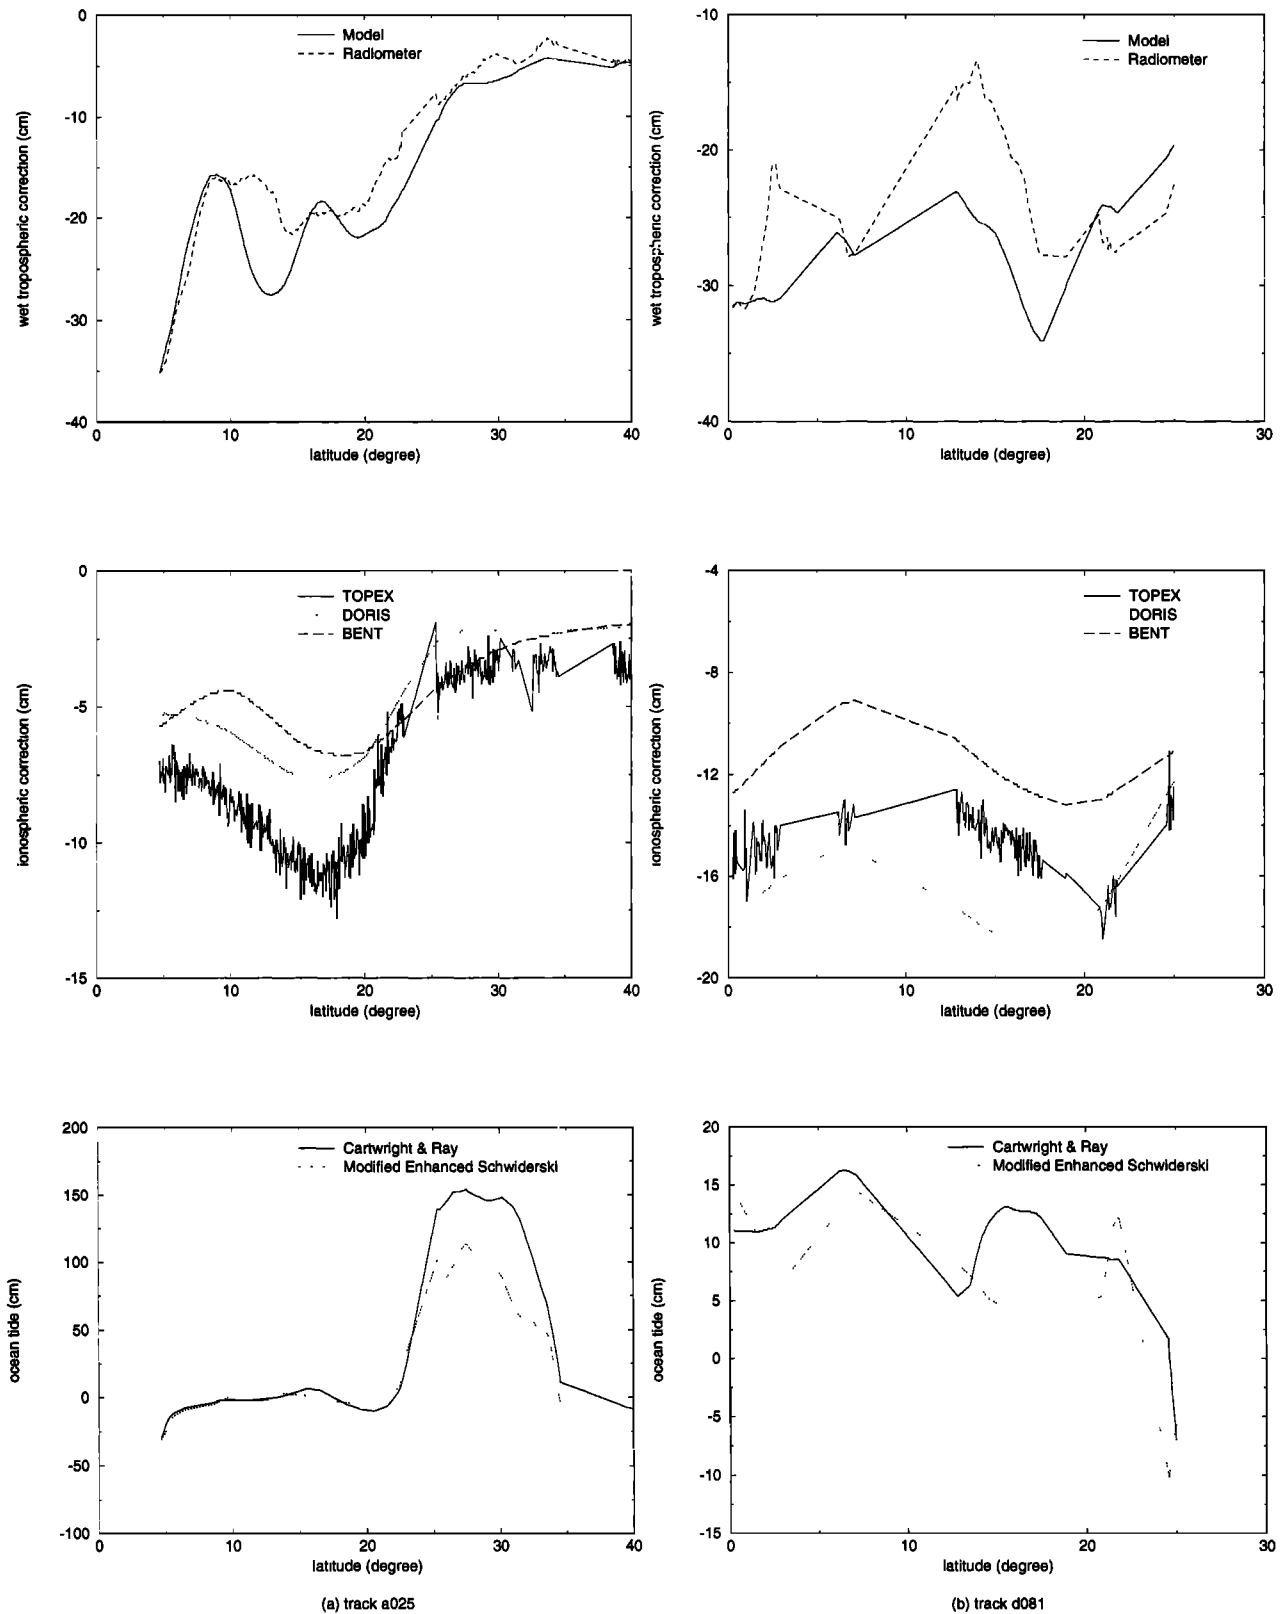 0
-10
-20
-30
-40
wet tropospheric correction (cm)
Model
Radiometer
0 10 20 30 40
latitude (degree)
-10
-20
-30
-40
wet tropospheric correction (cm)
Model
Radiometer
0 10 20 30
latitude (degree)
0
-5
-10
-15
ionospheric correction (cm)
TOPEX
DORIS
BENT
0 10 20 30 40
latitude (degree)
-4
-8
-12
-16
-20
ionospheric correction (cm)
TOPEX
DORIS
BENT
0 10 20 30
latitude (degree)
200
150
100
50
0
-50
-100
ocean tide (cm)
Cartwright & Ray
Modified Enhanced Schwiderski
0 10 20 30 40
latitude (degree)
(a) track a025
20
15
10
5
0
-5
-10
-15
ocean tide (cm)
Cartwright & Ray
Modified Enhanced Schwiderski
0 10 20 30
latitude (degree)
(b) track d081